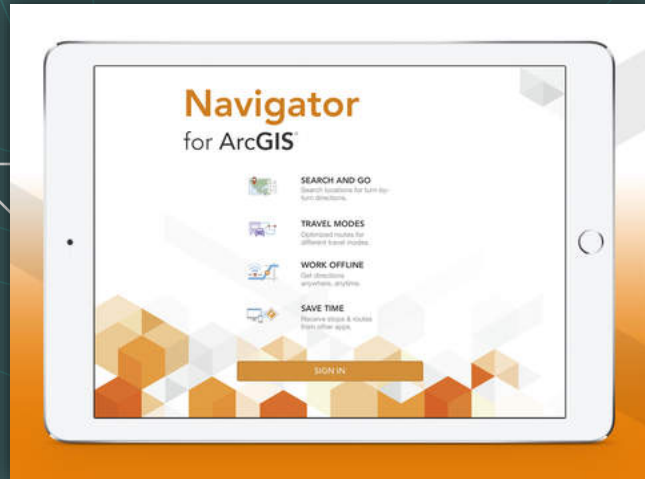 Navigator
for ArcGIS®
SEARCH AND GO
Search locations for turn-by-
turn directions.
TRAVEL MODES
Optimized routes for
different travel modes.
WORK OFFLINE
Get directions
anywhere, anytime.
SAVE TIME
Receive stops & routes
from other apps.
SIGN IN